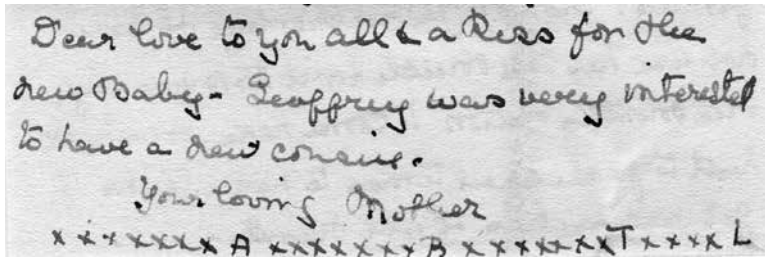 Dear love to you all & a kiss for the
new Baby - Geoffrey was very interested
to have a new cousin.
Your loving Mother
x x x x x x x A x x x x x x x B x x x x x x x T x x x x L